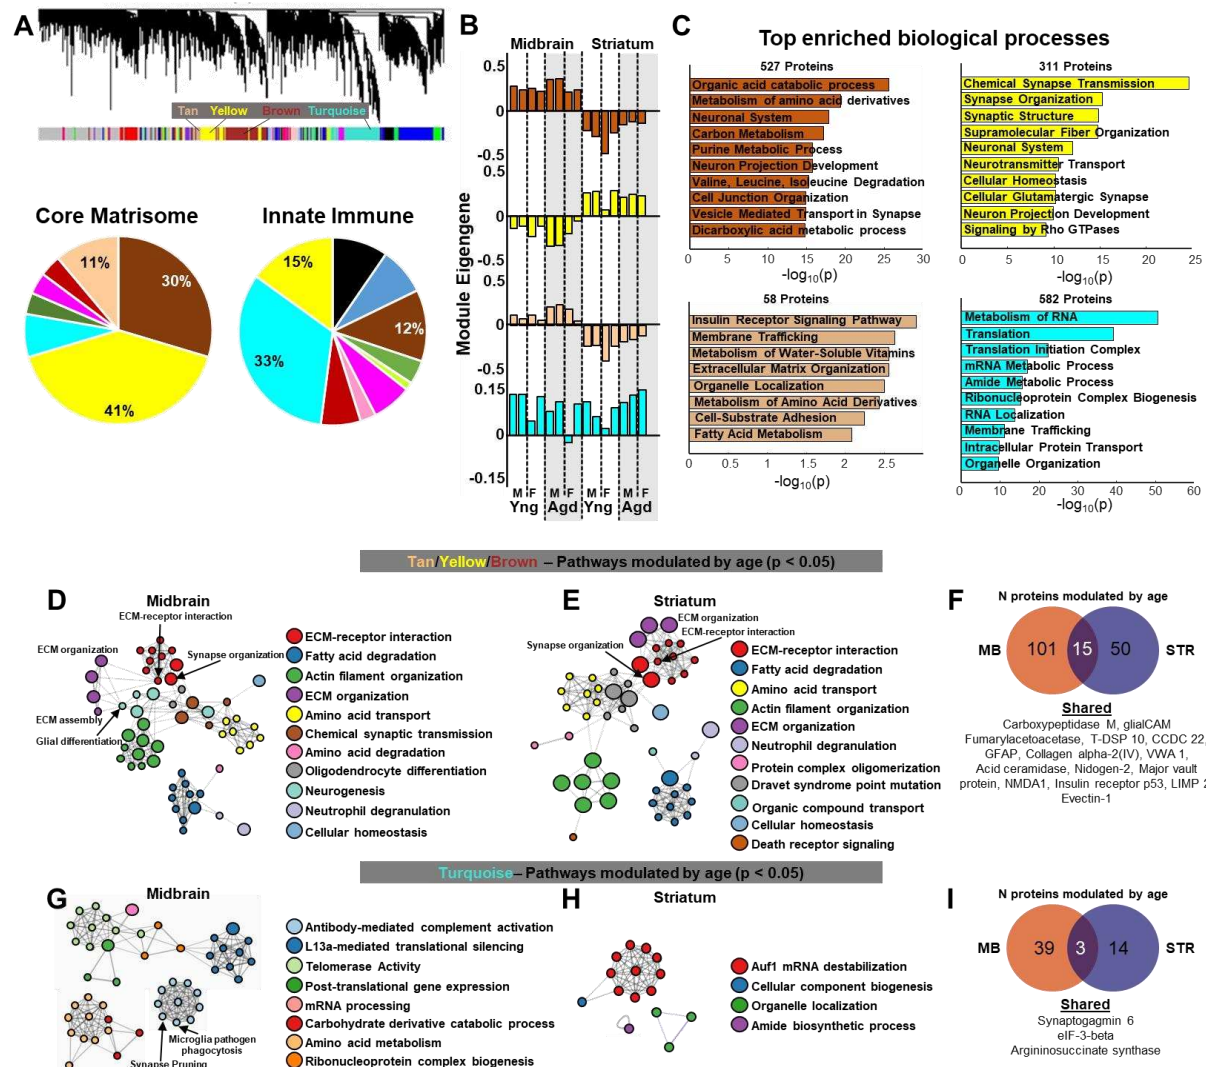 A
Tan Yellow Brown Turquoise
Core Matrisome
11%
30%
41%
Innate Immune
15%
12%
33%
B
Midbrain Striatum
Module Eigengene
0.5
0
-0.5
0.5
0
-0.5
0.5
0
-0.5
0.15
0
-0.15
M F M F M F M F
Yng Agd Yng Agd
C
Top enriched biological processes
527 Proteins
Organic acid catabolic process
Metabolism of amino acid derivatives
Neuronal System
Carbon Metabolism
Purine Metabolic Process
Neuron Projection Development
Valine, Leucine, Isoleucine Degradation
Cell Junction Organization
Vesicle Mediated Transport in Synapse
Dicarboxylic acid metabolic process
0 5 10 15 20 25 30
-log10(p)
311 Proteins
Chemical Synapse Transmission
Synapse Organization
Synaptic Structure
Supramolecular Fiber Organization
Neuronal System
Neurotransmitter Transport
Cellular Homeostasis
Cellular Glutamatergic Synapse
Neuron Projection Development
Signaling by Rho GTPases
0 5 10 15 20 25
-log10(p)
58 Proteins
Insulin Receptor Signaling Pathway
Membrane Trafficking
Metabolism of Water-Soluble Vitamins
Extracellular Matrix Organization
Organelle Localization
Metabolism of Amino Acid Derivatives
Cell-Substrate Adhesion
Fatty Acid Metabolism
0 0.5 1 1.5 2 2.5
-log10(p)
582 Proteins
Metabolism of RNA
Translation
Translation Initiation Complex
mRNA Metabolic Process
Amide Metabolic Process
Ribonucleoprotein Complex Biogenesis
RNA Localization
Membrane Trafficking
Intracellular Protein Transport
Organelle Organization
0 10 20 30 40 50 60
-log10(p)
Tan/Yellow/Brown – Pathways modulated by age (p < 0.05)
D
Midbrain
ECM-receptor interaction
ECM organization
Synapse organization
ECM assembly
Glial differentiation
ECM-receptor interaction
Fatty acid degradation
Actin filament organization
ECM organization
Amino acid transport
Chemical synaptic transmission
Amino acid degradation
Oligodendrocyte differentiation
Neurogenesis
Neutrophil degranulation
Cellular homeostasis
E
Striatum
ECM organization
ECM-receptor interaction
Synapse organization
ECM-receptor interaction
Fatty acid degradation
Amino acid transport
Actin filament organization
ECM organization
Neutrophil degranulation
Protein complex oligomerization
Dravet syndrome point mutation
Organic compound transport
Cellular homeostasis
Death receptor signaling
F
N proteins modulated by age
MB 101 15 50 STR
Shared
Carboxypeptidase M, glialCAM
Fumarylacetoacetase, T-DSP 10, CCDC 22,
GFAP, Collagen alpha-2(IV), VWA 1,
Acid ceramidase, Nidogen-2, Major vault
protein, NMDA1, Insulin receptor p53, LIMP 2
Evectin-1
Turquoise– Pathways modulated by age (p < 0.05)
G
Midbrain
Microglia pathogen
phagocytosis
Synapse Pruning
Antibody-mediated complement activation
L13a-mediated translational silencing
Telomerase Activity
Post-translational gene expression
mRNA processing
Carbohydrate derivative catabolic process
Amino acid metabolism
Ribonucleoprotein complex biogenesis
H
Striatum
Auf1 mRNA destabilization
Cellular component biogenesis
Organelle localization
Amide biosynthetic process
I
N proteins modulated by age
MB 39 3 14 STR
Shared
Synaptogagmin 6
eIF-3-beta
Argininosuccinate synthase